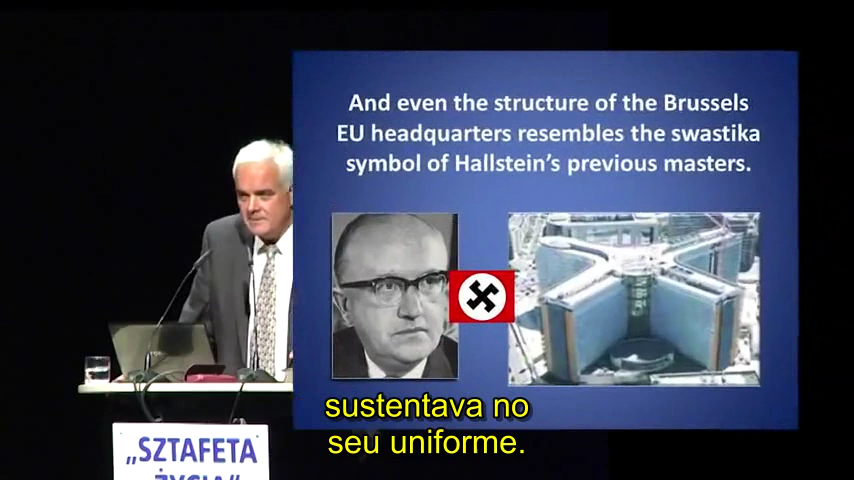 And even the structure of the Brussels
EU headquarters resembles the swastika
symbol of Hallstein's previous masters.
sustentava no
seu uniforme.
„SZTAFETA
ŻYCIA"